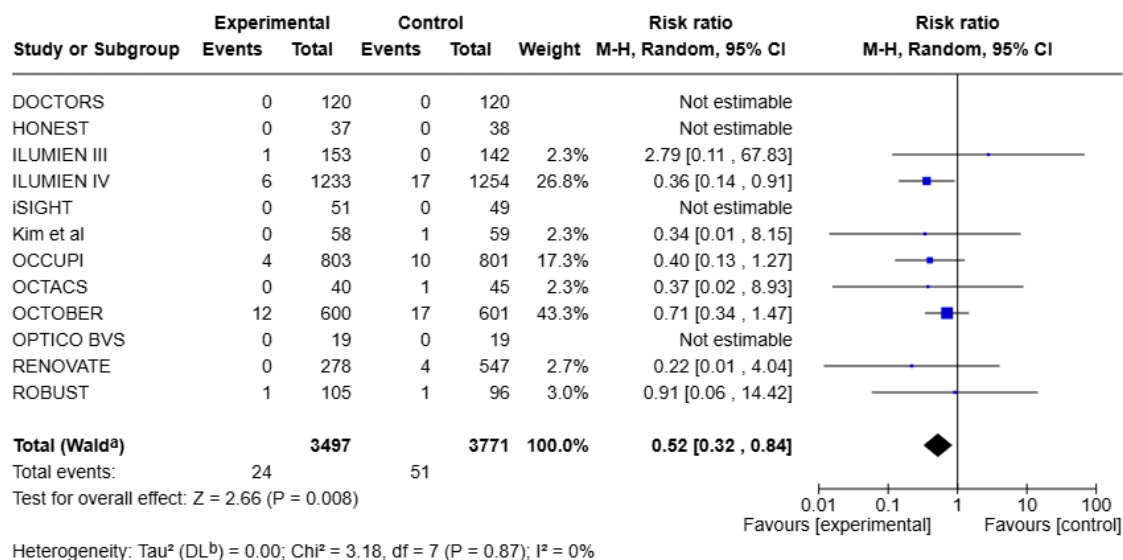 Experimental Control Risk ratio Risk ratio
Study or Subgroup Events Total Events Total Weight M-H, Random, 95% CI M-H, Random, 95% CI
DOCTORS 0 120 0 120 Not estimable
HONEST 0 37 0 38 Not estimable
ILUMIEN III 1 153 0 142 2.3% 2.79 [0.11 , 67.83]
ILUMIEN IV 6 1233 17 1254 26.8% 0.36 [0.14 , 0.91]
iSIGHT 0 51 0 49 Not estimable
Kim et al 0 58 1 59 2.3% 0.34 [0.01 , 8.15]
OCCUPI 4 803 10 801 17.3% 0.40 [0.13 , 1.27]
OCTACS 0 40 1 45 2.3% 0.37 [0.02 , 8.93]
OCTOBER 12 600 17 601 43.3% 0.71 [0.34 , 1.47]
OPTICO BVS 0 19 0 19 Not estimable
RENOVATE 0 278 4 547 2.7% 0.22 [0.01 , 4.04]
ROBUST 1 105 1 96 3.0% 0.91 [0.06 , 14.42]
Total (Waldᵃ) 3497 3771 100.0% 0.52 [0.32 , 0.84]
Total events: 24 51
Test for overall effect: Z = 2.66 (P = 0.008)
0.01 0.1 1 10 100
Favours [experimental] Favours [control]
Heterogeneity: Tau² (DLᵇ) = 0.00; Chi² = 3.18, df = 7 (P = 0.87); I² = 0%